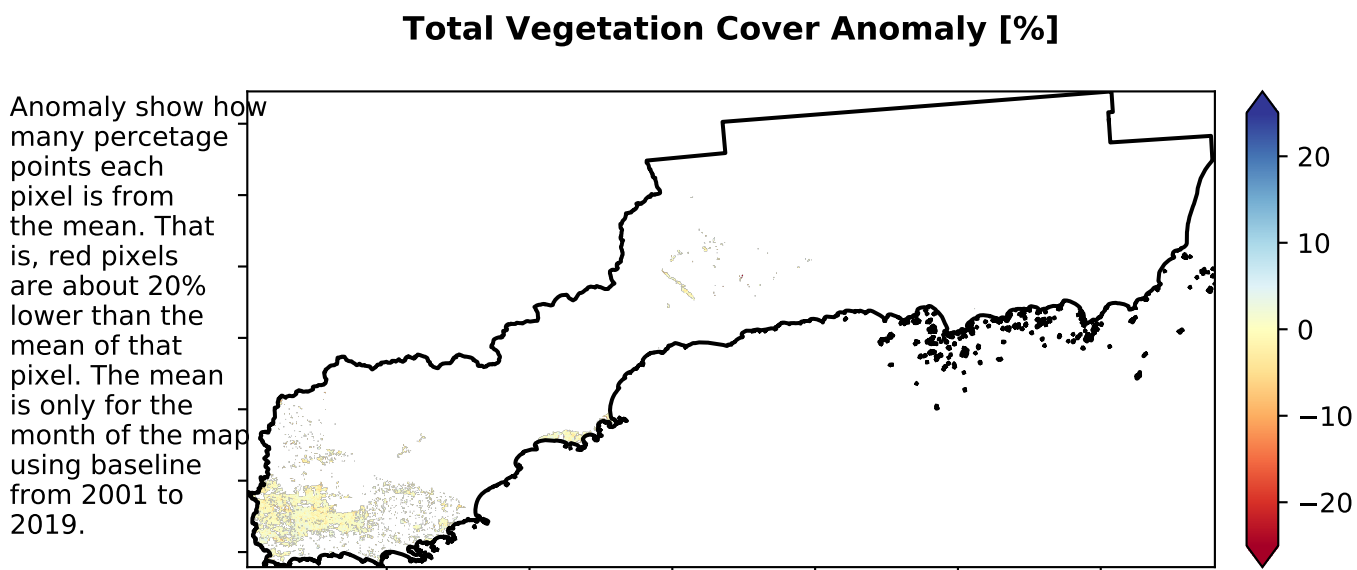 Total Vegetation Cover Anomaly [%]
Anomaly show how
many percetage
points each
pixel is from
the mean. That
is, red pixels
are about 20%
lower than the
mean of that
pixel. The mean
is only for the
month of the map
using baseline
from 2001 to
2019.
20
10
0
−10
−20